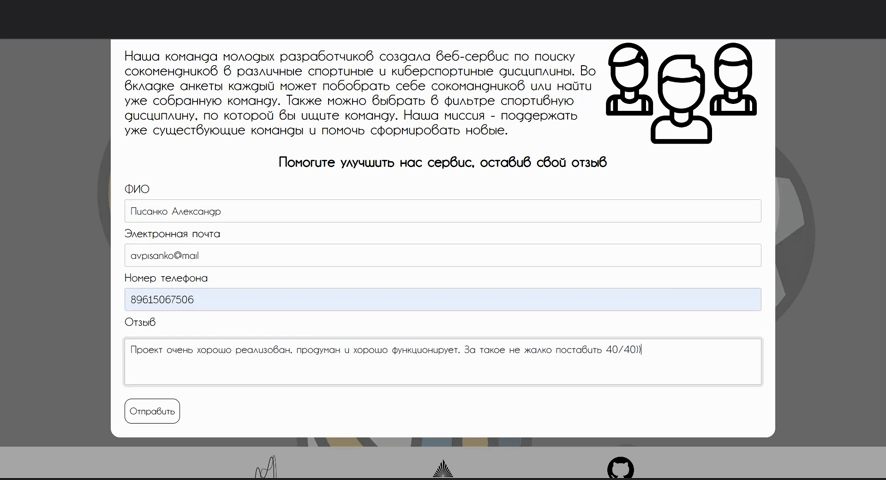 Наша команда молодых разработчиков создала веб-сервис по поиску
сокомендников в различные спортиные и киберспортиные дисциплины. Во
вкладке анкеты каждый может побобрать себе сокомандников или найти
уже собранную команду. Также можно выбрать в фильтре спортивную
дисциплину, по которой вы ищите команду. Наша миссия - поддержать
уже существующие команды и помочь сформировать новые.
Помогите улучшить нас сервис, оставив свой отзыв
ФИО
Писанко Александр
Электронная почта
avpisanko@mail
Номер телефона
89615067506
Отзыв
Проект очень хорошо реализован, продуман и хорошо функционирует. За такое не жалко поставить 40/40))
Отправить